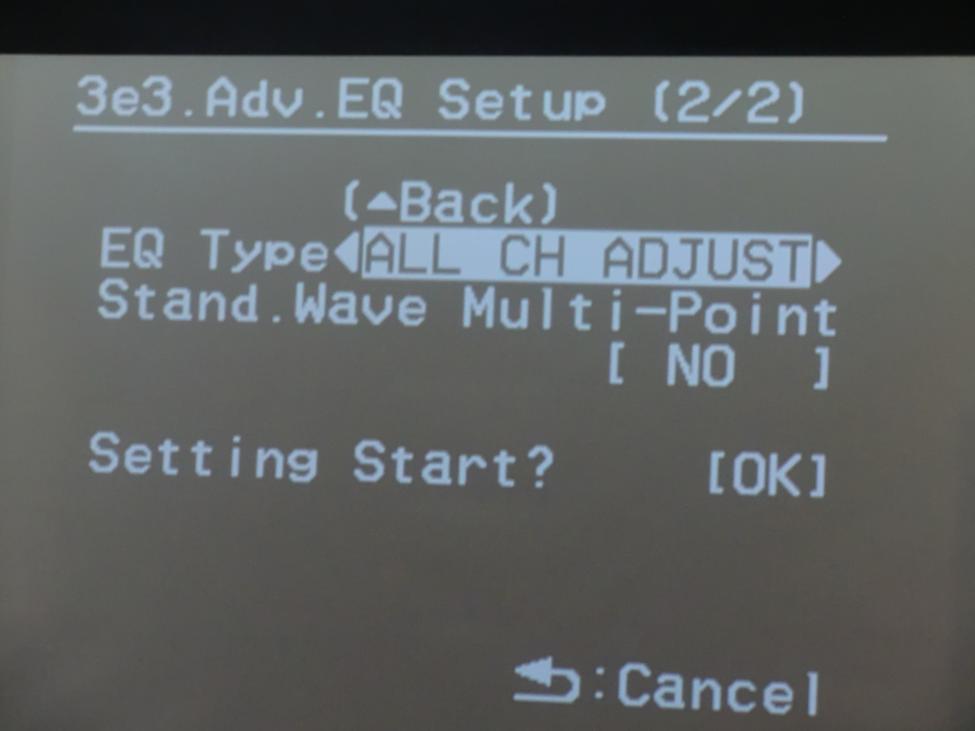 3e3.Adv.EQ Setup (2/2)
(▲Back)
EQ Type◀ALL CH ADJUST▶
Stand.Wave Multi-Point
[ NO ]
Setting Start? [OK]
:Cancel